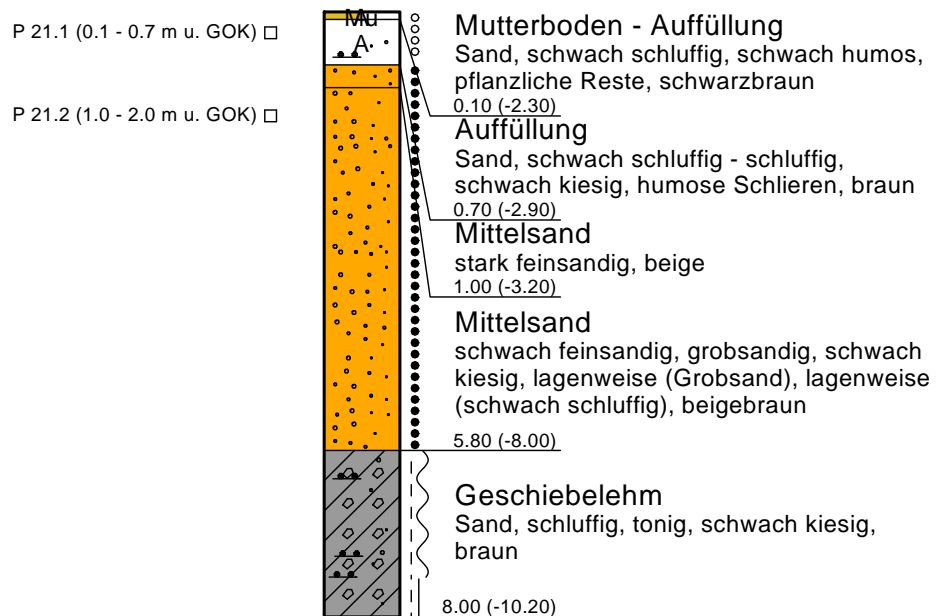 P 21.1 (0.1 - 0.7 m u. GOK)
P 21.2 (1.0 - 2.0 m u. GOK)
Mu
A
Mutterboden - Auffüllung
Sand, schwach schluffig, schwach humos,
pflanzliche Reste, schwarzbraun
0.10 (-2.30)
Auffüllung
Sand, schwach schluffig - schluffig,
schwach kiesig, humose Schlieren, braun
0.70 (-2.90)
Mittelsand
stark feinsandig, beige
1.00 (-3.20)
Mittelsand
schwach feinsandig, grobsandig, schwach
kiesig, lagenweise (Grobsand), lagenweise
(schwach schluffig), beigebraun
5.80 (-8.00)
Geschiebelehm
Sand, schluffig, tonig, schwach kiesig,
braun
8.00 (-10.20)